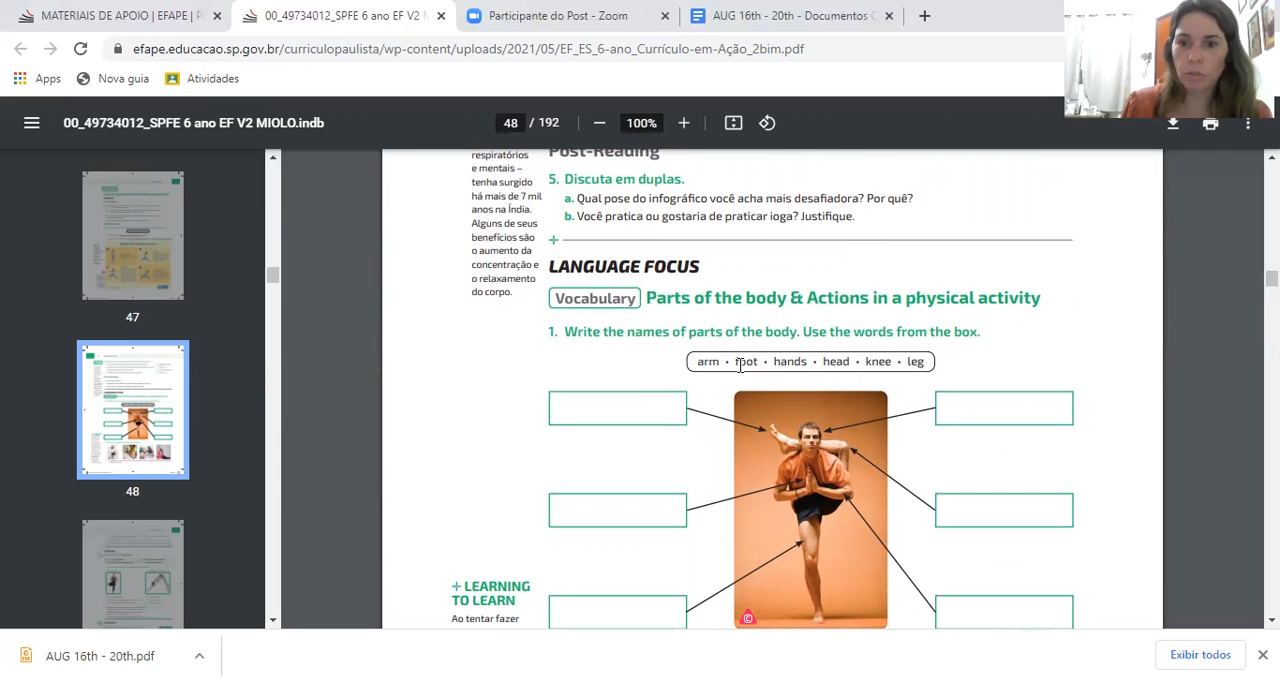 MATERIAIS DE APOIO | EFAPE | P
00_49734012_SPFE 6 ano EF V2 M
Participante do Post - Zoom
AUG 16th - 20th - Documentos
efape.educacao.sp.gov.br/curriculopaulista/wp-content/uploads/2021/05/EF_ES_6-ano_Currículo-em-Ação_2bim.pdf
Apps
Nova guia
Atividades
00_49734012_SPFE 6 ano EF V2 MIOLO.indb
48 / 192
100%
47
48
respiratórios
e mentais –
tenha surgido
há mais de 7 mil
anos na Índia.
Alguns de seus
benefícios são
o aumento da
concentração e
o relaxamento
do corpo.
Post-Reading
5. Discuta em duplas.
a. Qual pose do infográfico você acha mais desafiadora? Por quê?
b. Você pratica ou gostaria de praticar ioga? Justifique.
LANGUAGE FOCUS
Vocabulary Parts of the body & Actions in a physical activity
1. Write the names of parts of the body. Use the words from the box.
arm • foot • hands • head • knee • leg
©
+ LEARNING
TO LEARN
Ao tentar fazer
AUG 16th - 20th.pdf
Exibir todos